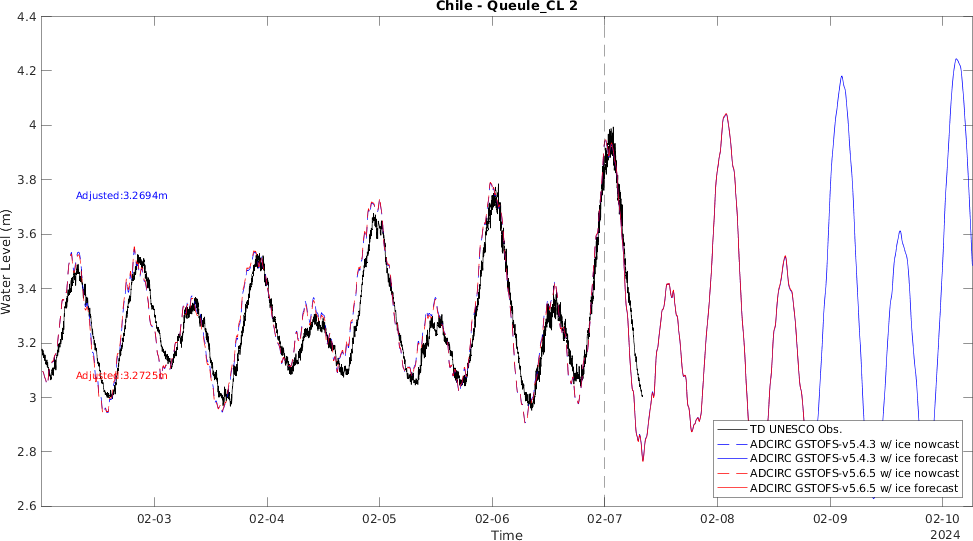 Chile - Queule_CL 2
4.4
4.2
4
3.8
3.6
3.4
3.2
3
2.8
2.6
Water Level (m)
Adjusted:3.2694m
Adjusted:3.2725m
TD UNESCO Obs.
ADCIRC GSTOFS-v5.4.3 w/ ice nowcast
ADCIRC GSTOFS-v5.4.3 w/ ice forecast
ADCIRC GSTOFS-v5.6.5 w/ ice nowcast
ADCIRC GSTOFS-v5.6.5 w/ ice forecast
02-03 02-04 02-05 02-06 02-07 02-08 02-09 02-10
Time
2024